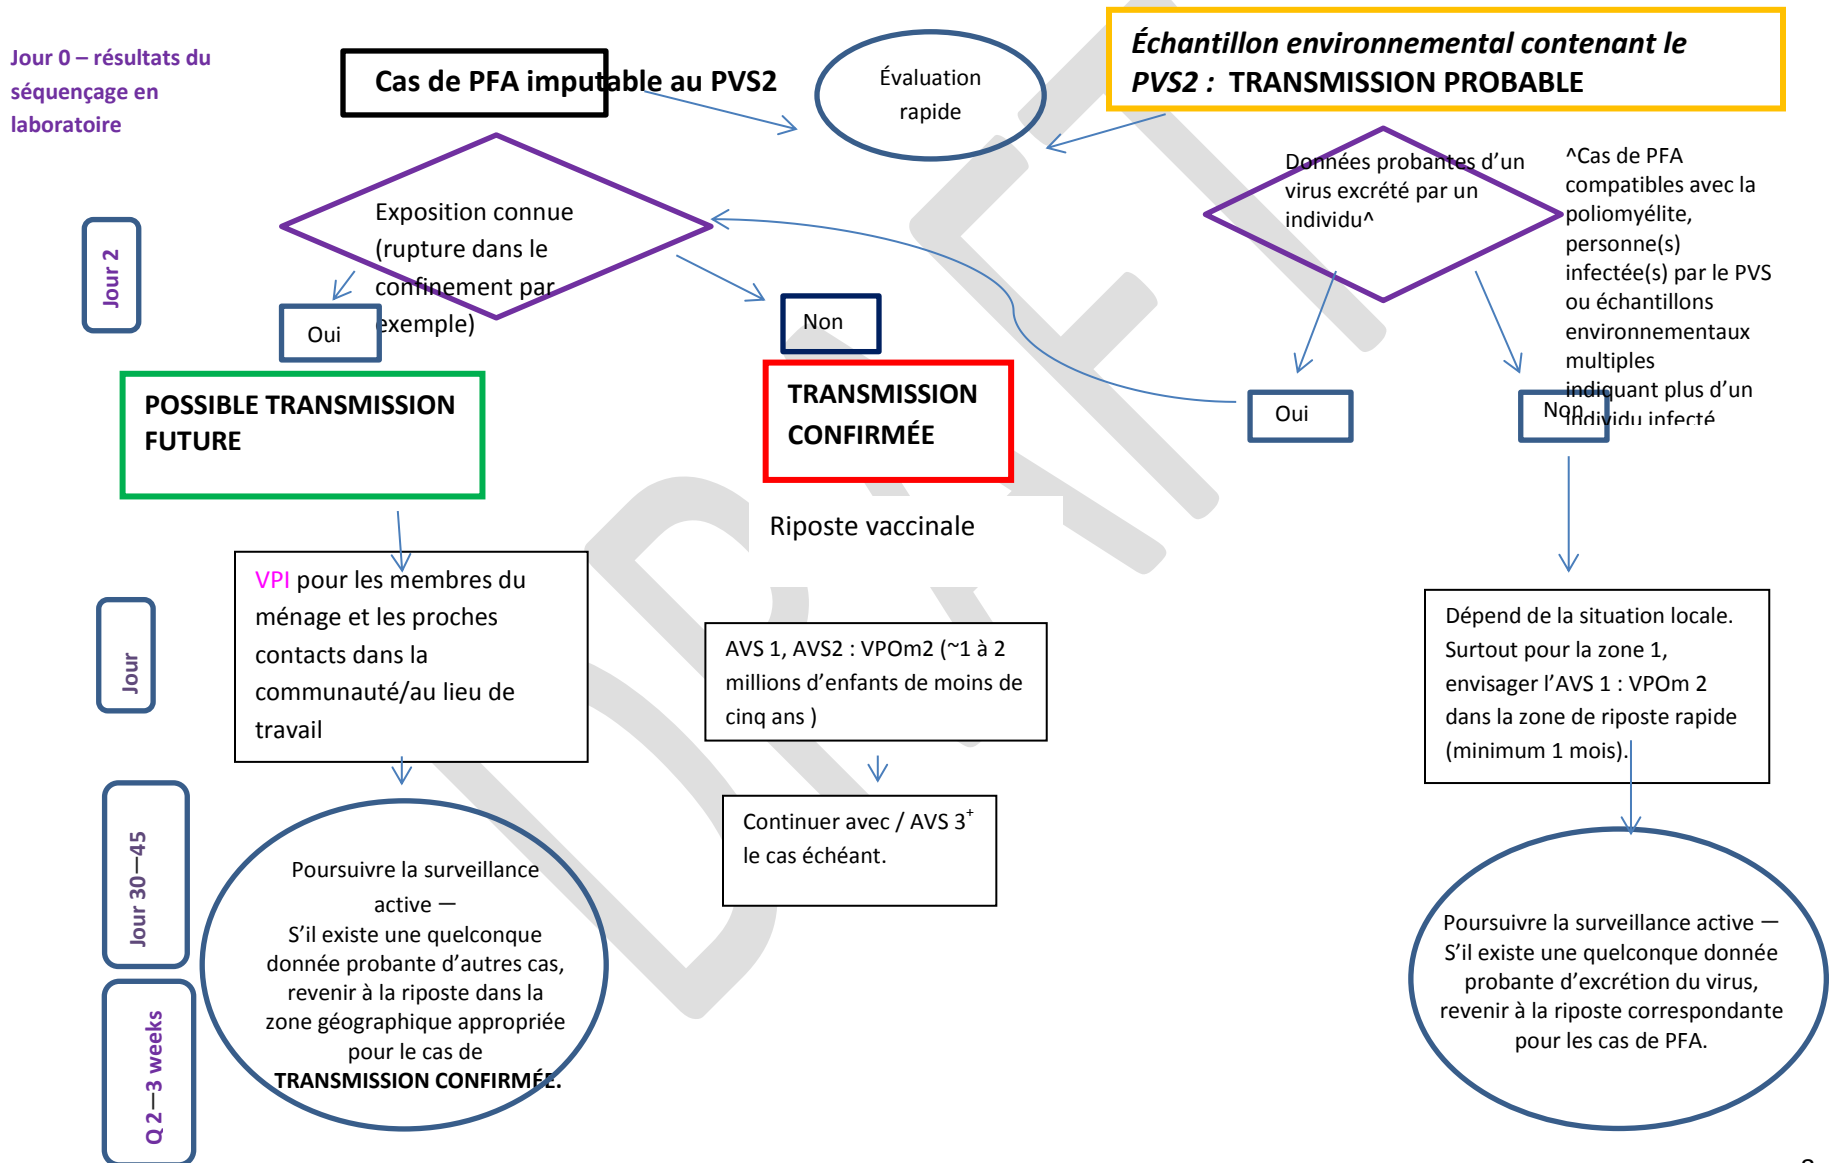 Jour 0 – résultats du
séquençage en
laboratoire
Cas de PFA imputable au PVS2
Évaluation
rapide
Échantillon environnemental contenant le
PVS2 : TRANSMISSION PROBABLE
Jour 2
Exposition connue
(rupture dans le
confinement par
exemple)
Données probantes d'un
virus excrété par un
individu^
^Cas de PFA
compatibles avec la
poliomyélite,
personne(s)
infectée(s) par le PVS
ou échantillons
environnementaux
multiples
indiquant plus d'un
individu infecté
Oui
Non
Oui
Non
POSSIBLE TRANSMISSION
FUTURE
TRANSMISSION
CONFIRMÉE
Riposte vaccinale
Jour
VPI pour les membres du
ménage et les proches
contacts dans la
communauté/au lieu de
travail
AVS 1, AVS2 : VPOm2 (~1 à 2
millions d'enfants de moins de
cinq ans )
Dépend de la situation locale.
Surtout pour la zone 1,
envisager l'AVS 1 : VPOm 2
dans la zone de riposte rapide
(minimum 1 mois).
Jour 30—45
Continuer avec / AVS 3+
le cas échéant.
Q 2—3 weeks
Poursuivre la surveillance
active —
S'il existe une quelconque
donnée probante d'autres cas,
revenir à la riposte dans la
zone géographique appropriée
pour le cas de
TRANSMISSION CONFIRMÉE.
Poursuivre la surveillance active —
S'il existe une quelconque donnée
probante d'excrétion du virus,
revenir à la riposte correspondante
pour les cas de PFA.
DRAFT